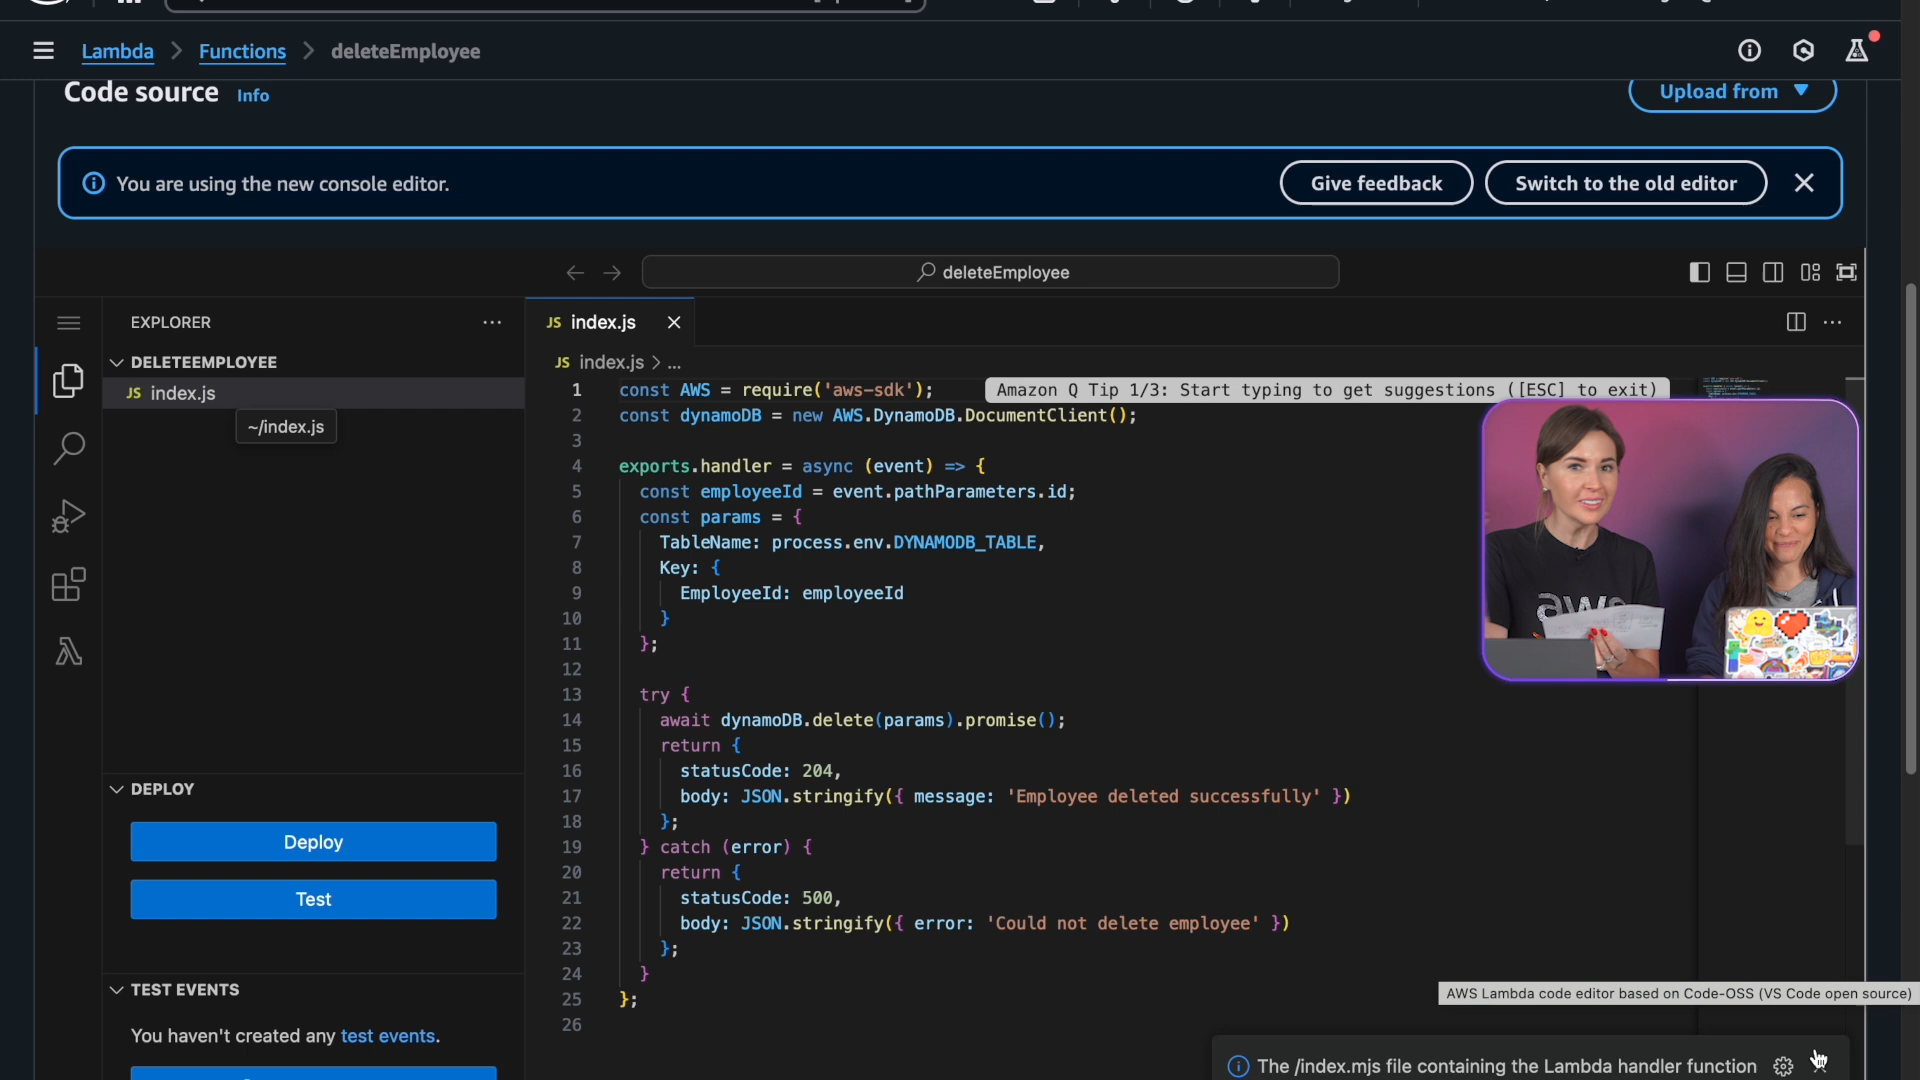 Lambda > Functions > deleteEmployee
Code source Info
Upload from
You are using the new console editor.
Give feedback
Switch to the old editor
deleteEmployee
EXPLORER
DELETEEMPLOYEE
JS index.js
~/index.js
DEPLOY
Deploy
Test
TEST EVENTS
You haven't created any test events.
JS index.js
JS index.js > ...
1 const AWS = require('aws-sdk');
Amazon Q Tip 1/3: Start typing to get suggestions ([ESC] to exit)
2 const dynamoDB = new AWS.DynamoDB.DocumentClient();
3
4 exports.handler = async (event) => {
5 const employeeId = event.pathParameters.id;
6 const params = {
7 TableName: process.env.DYNAMODB_TABLE,
8 Key: {
9 EmployeeId: employeeId
10 }
11 };
12
13 try {
14 await dynamoDB.delete(params).promise();
15 return {
16 statusCode: 204,
17 body: JSON.stringify({ message: 'Employee deleted successfully' })
18 };
19 } catch (error) {
20 return {
21 statusCode: 500,
22 body: JSON.stringify({ error: 'Could not delete employee' })
23 };
24 }
25 };
26
aws
AWS Lambda code editor based on Code-OSS (VS Code open source)
The /index.mjs file containing the Lambda handler function